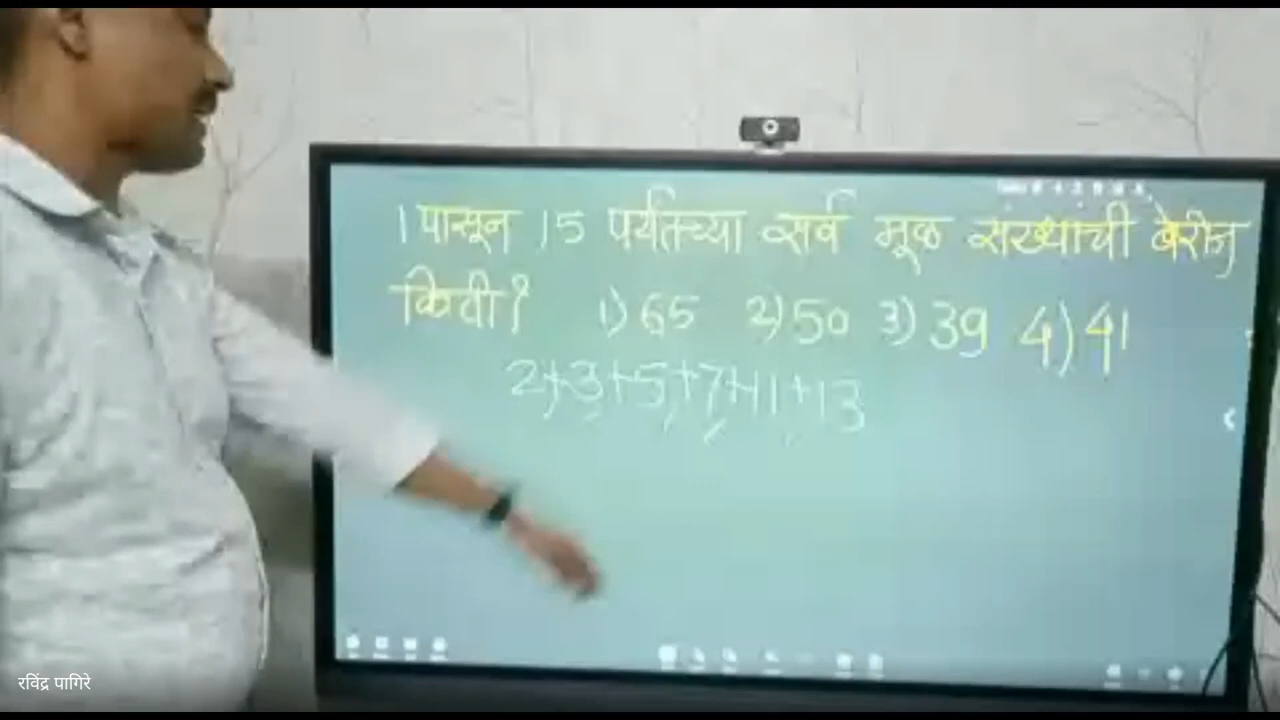 1 पासून 15 पर्यंतच्या सर्व मूळ संख्यांची बेरीज
किती? 1) 65 2) 50 3) 39 4) 41
2+3+5+7+11+13
रविंद्र पागिरे